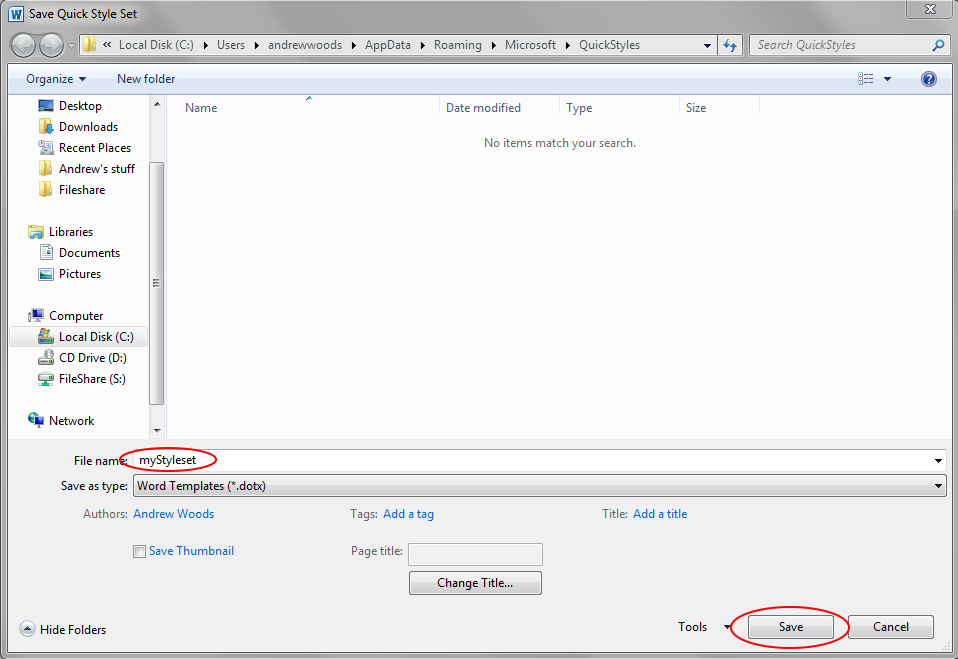 Save Quick Style Set
« Local Disk (C:) Users andrewwoods AppData Roaming Microsoft QuickStyles Search QuickStyles
Organize New folder
Name Date modified Type Size
No items match your search.
Desktop
Downloads
Recent Places
Andrew's stuff
Fileshare
Libraries
Documents
Pictures
Computer
Local Disk (C:)
CD Drive (D:)
FileShare (S:)
Network
File name: myStyleset
Save as type: Word Templates (*.dotx)
Authors: Andrew Woods Tags: Add a tag Title: Add a title
Save Thumbnail Page title:
Change Title...
Hide Folders Tools Save Cancel